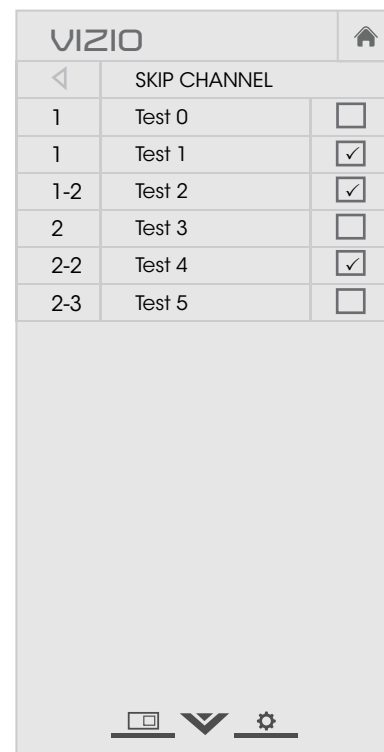 VIZIO
SKIP CHANNEL
1 Test 0
1 Test 1
1-2 Test 2
2 Test 3
2-2 Test 4
2-3 Test 5